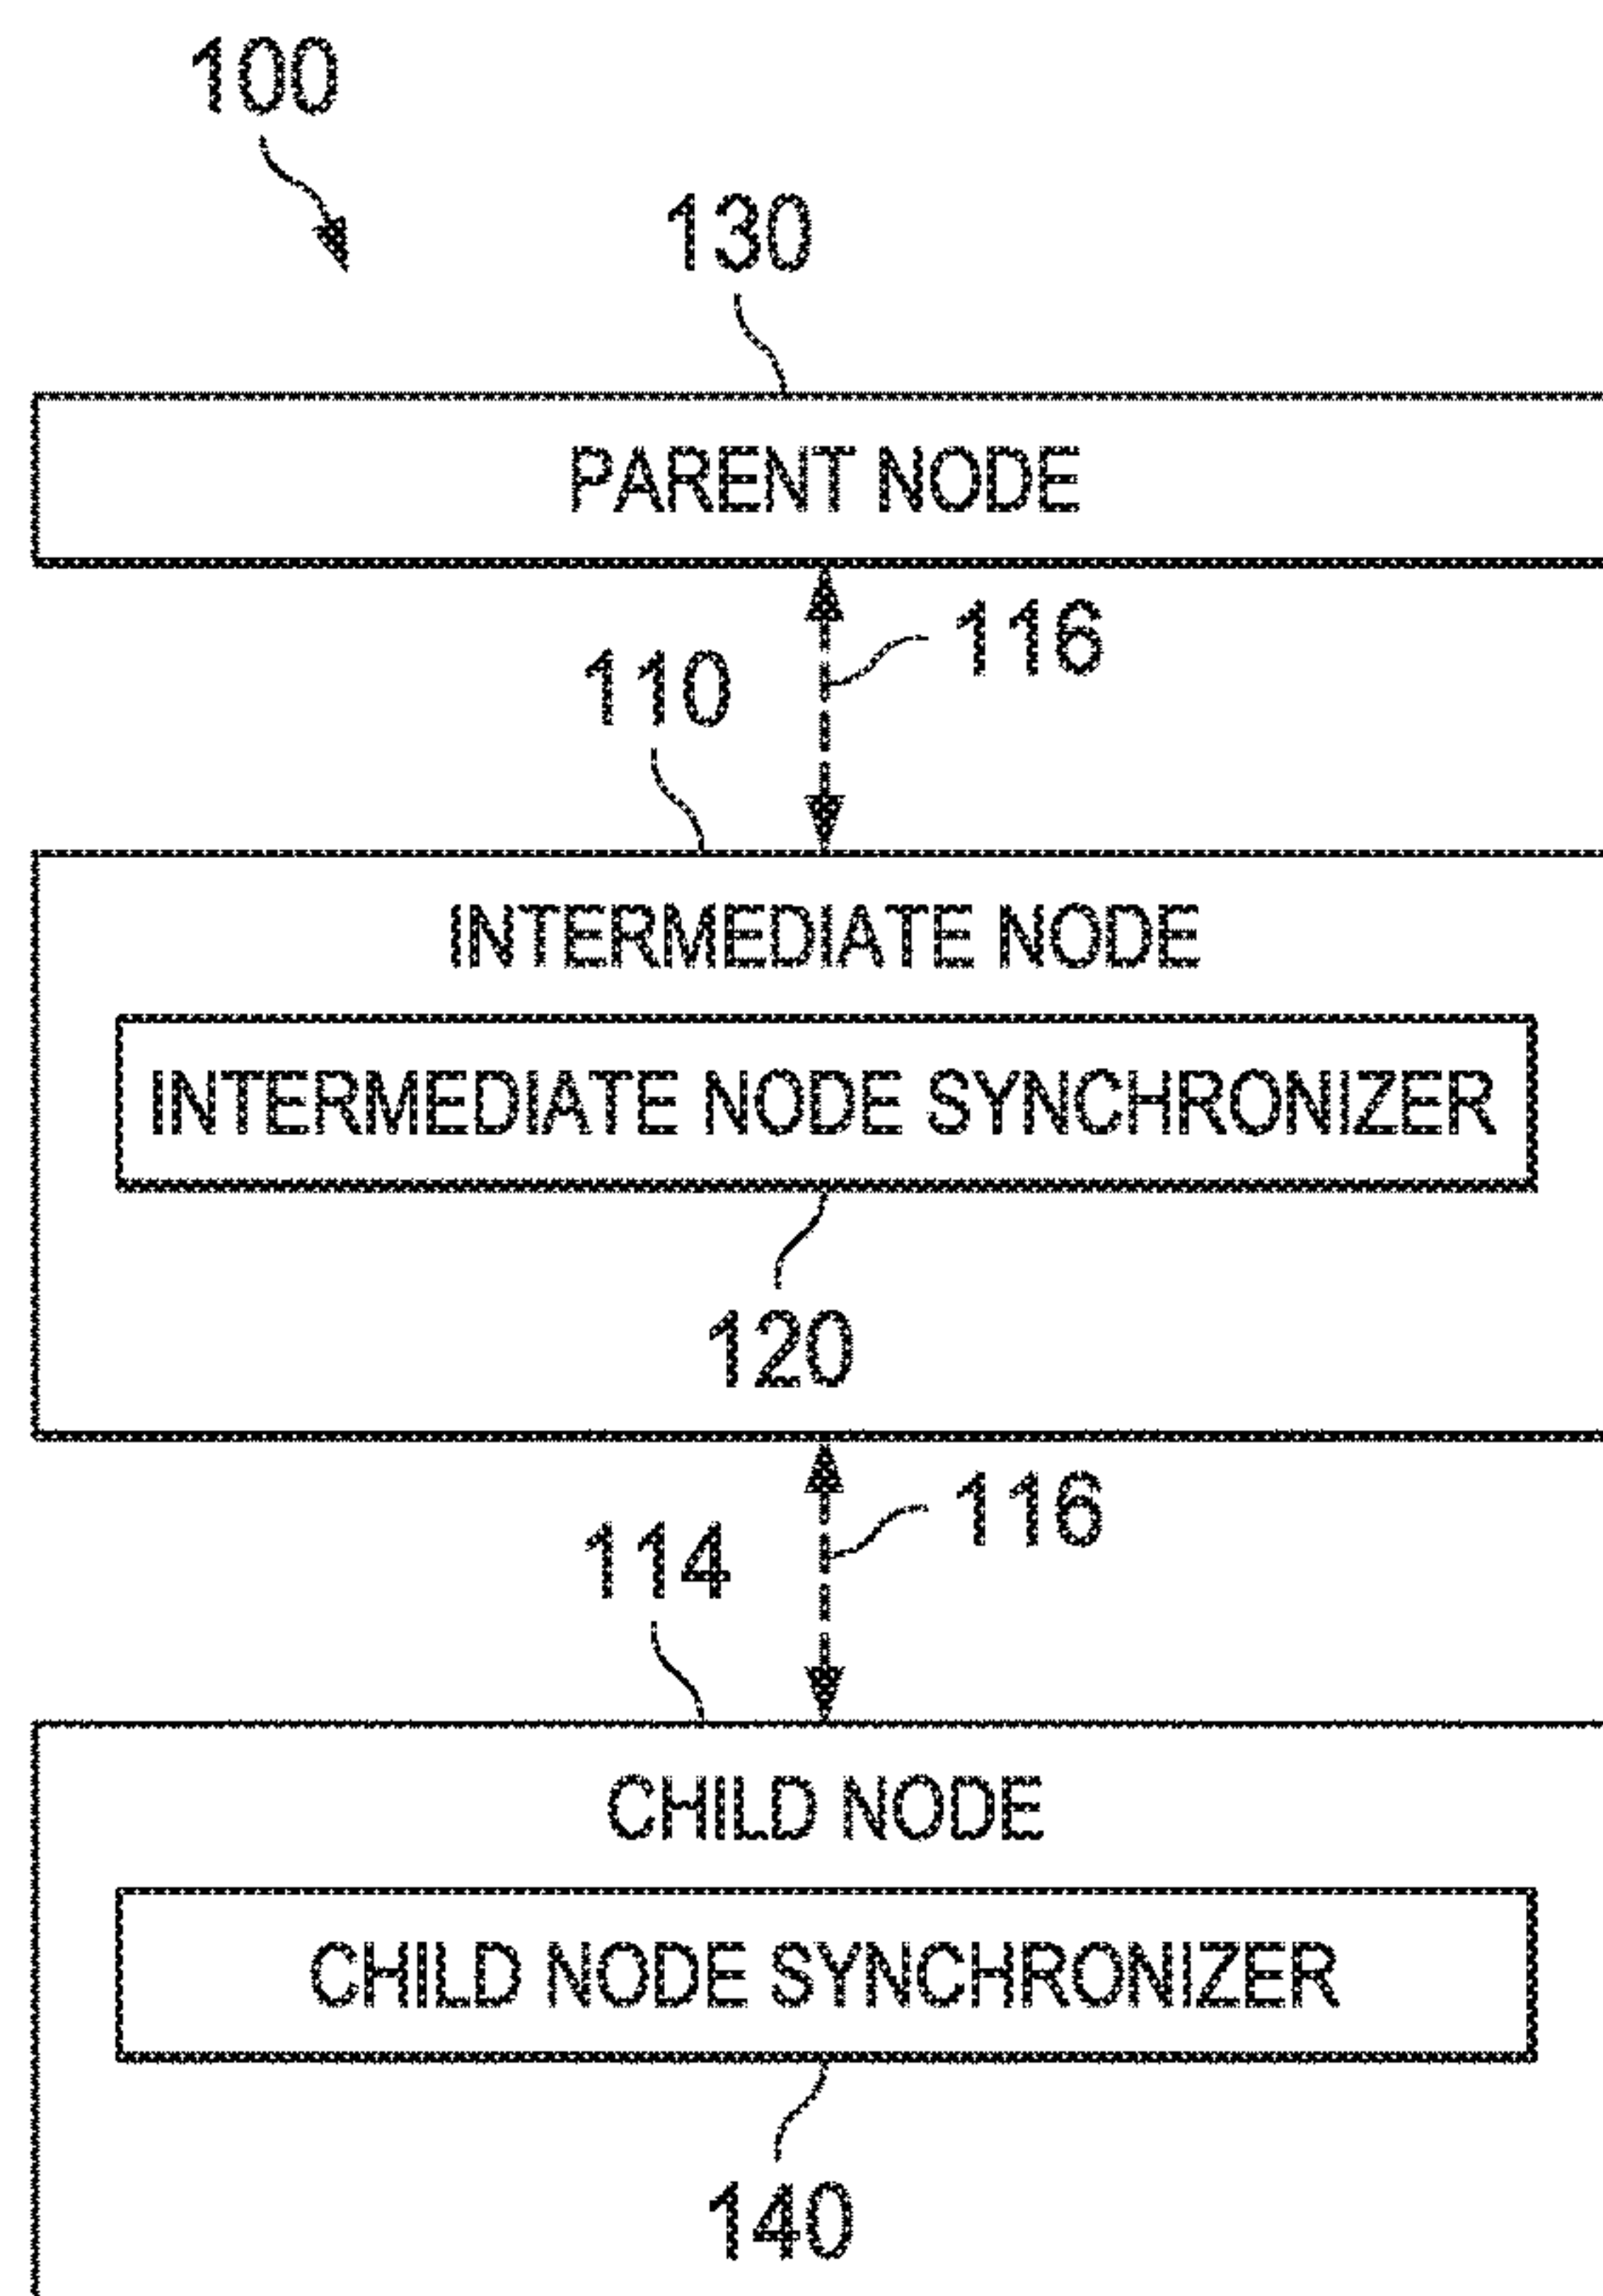 100
130
PARENT NODE
116
110
INTERMEDIATE NODE
INTERMEDIATE NODE SYNCHRONIZER
120
116
114
CHILD NODE
CHILD NODE SYNCHRONIZER
140